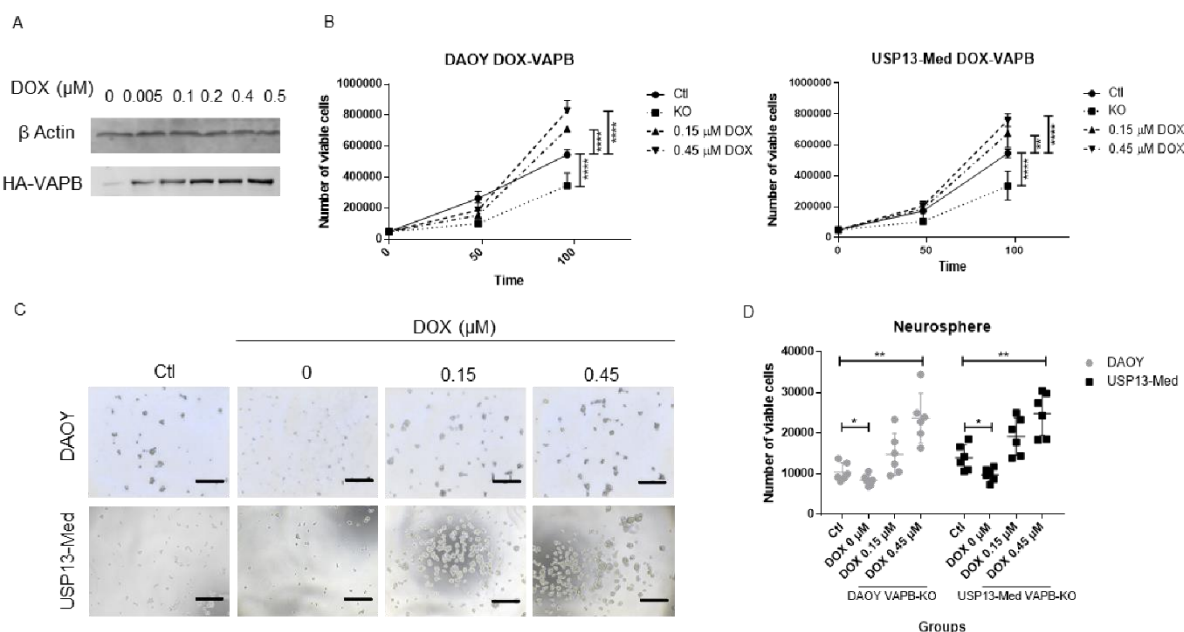 A
DOX (µM)
0 0.005 0.1 0.2 0.4 0.5
β Actin
HA-VAPB
B
DAOY DOX-VAPB
Number of viable cells
1000000
800000
600000
400000
200000
0
0
50
100
Time
Ctl
KO
0.15 µM DOX
0.45 µM DOX
****
****
****
USP13-Med DOX-VAPB
Number of viable cells
1000000
800000
600000
400000
200000
0
0
50
100
Time
Ctl
KO
0.15 µM DOX
0.45 µM DOX
****
**
****
C
DOX (µM)
Ctl 0 0.15 0.45
DAOY
USP13-Med
D
Neurosphere
Number of viable cells
40000
30000
20000
10000
0
** **
* *
DAOY
USP13-Med
Ctl
DOX 0 µM
DOX 0.15 µM
DOX 0.45 µM
Ctl
DOX 0 µM
DOX 0.15 µM
DOX 0.45 µM
DAOY VAPB-KO USP13-Med VAPB-KO
Groups